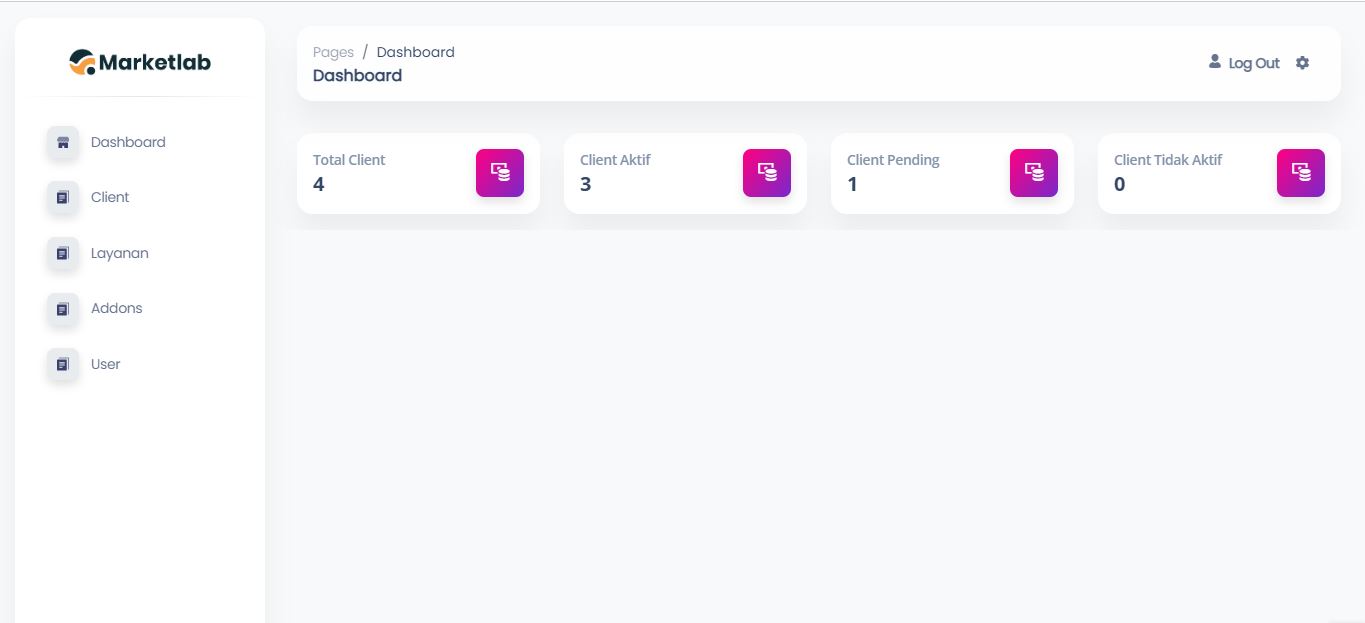 Marketlab
Dashboard
Client
Layanan
Addons
User
Pages / Dashboard
Dashboard
Log Out
Total Client
4
Client Aktif
3
Client Pending
1
Client Tidak Aktif
0